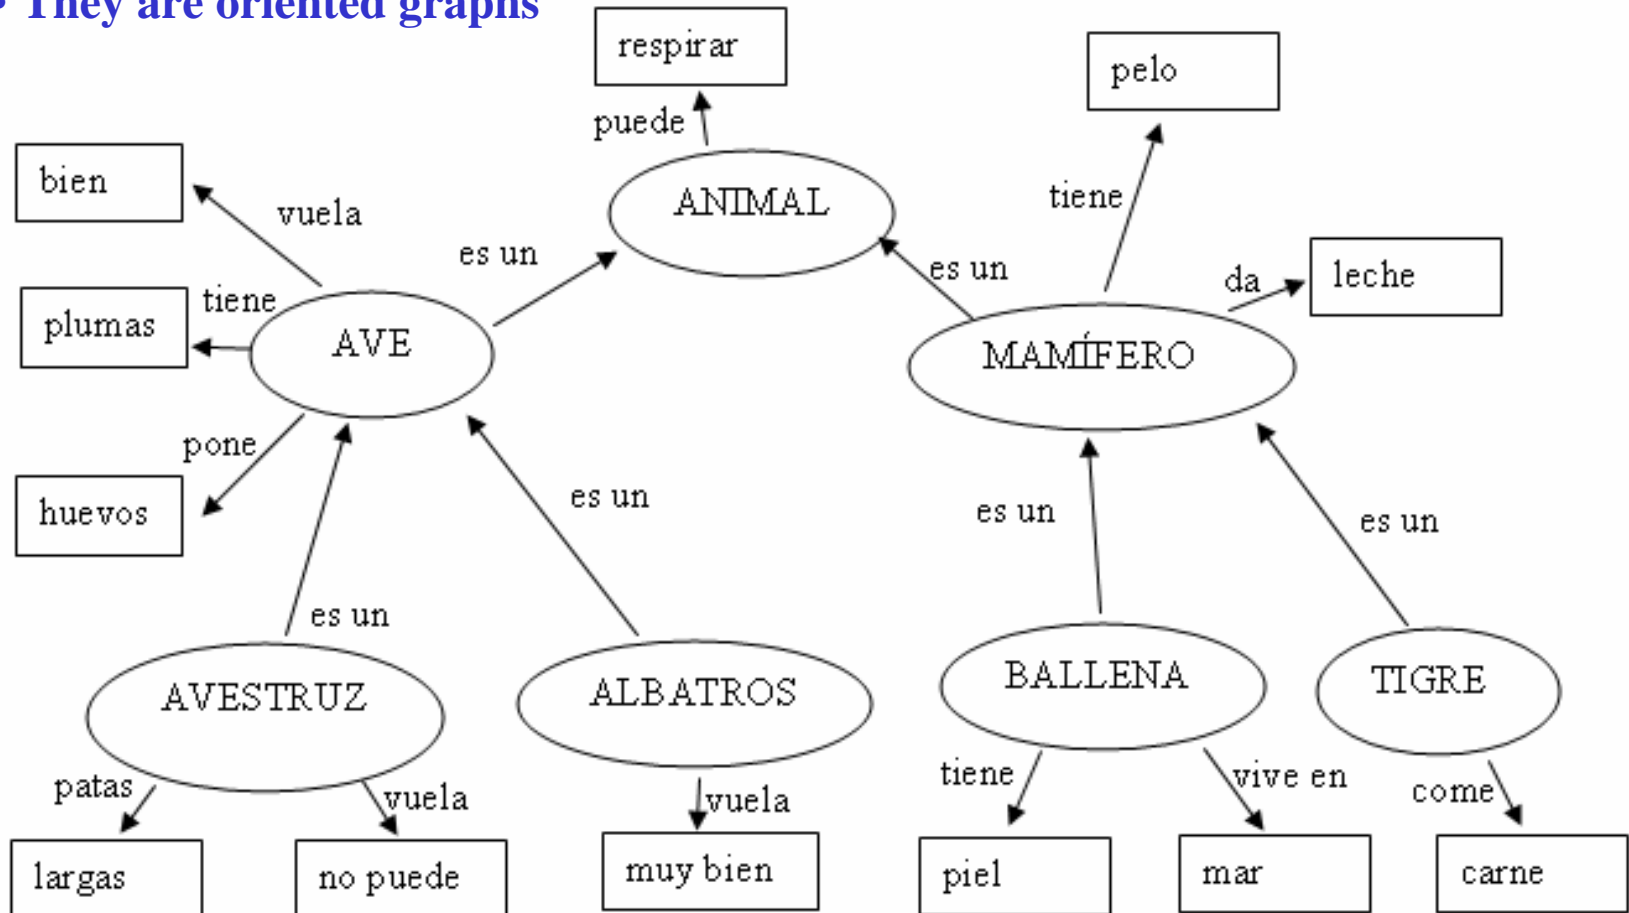 • They are oriented graphs
respirar
pelo
puede
bien
ANIMAL
tiene
vuela
es un
es un
da
leche
tiene
plumas
AVE
MAMÍFERO
pone
huevos
es un
es un
es un
es un
AVESTRUZ
ALBATROS
BALLENA
TIGRE
patas
vuela
vuela
tiene
vive en
come
largas
no puede
muy bien
piel
mar
carne